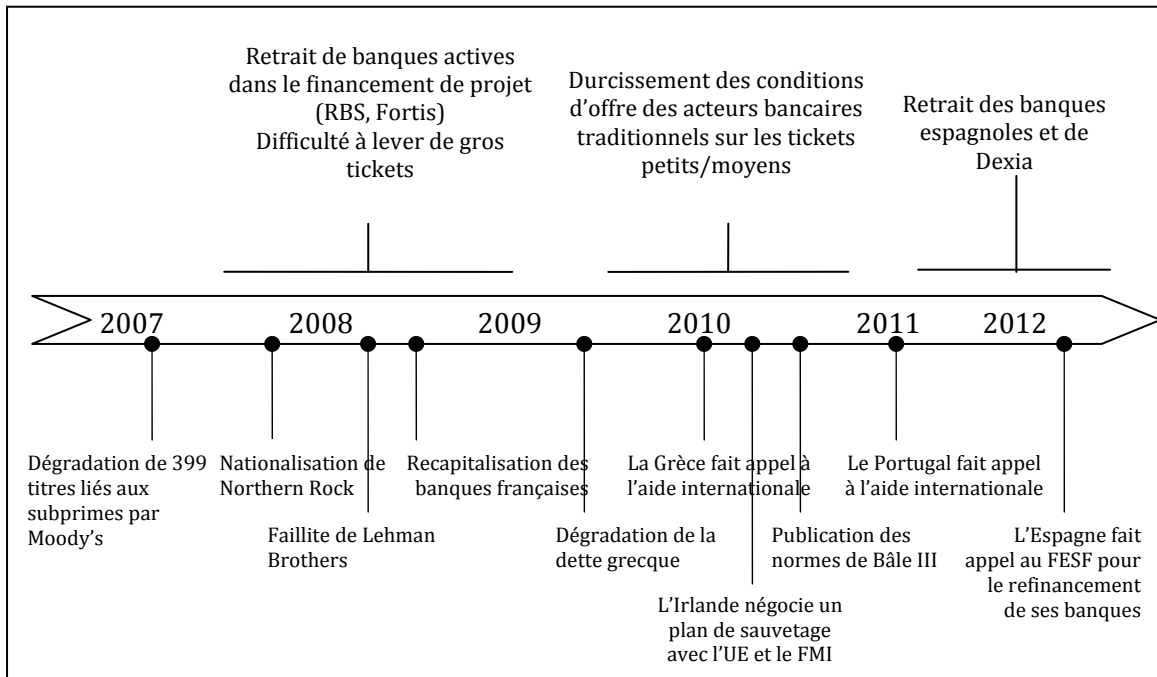 Retrait de banques actives
dans le financement de projet
(RBS, Fortis)
Difficulté à lever de gros
tickets
Durcissement des conditions
d’offre des acteurs bancaires
traditionnels sur les tickets
petits/moyens
Retrait des banques
espagnoles et de
Dexia
2007 2008 2009 2010 2011 2012
Dégradation de 399
titres liés aux
subprimes par
Moody’s
Nationalisation de
Northern Rock
Faillite de Lehman
Brothers
Recapitalisation des
banques françaises
Dégradation de la
dette grecque
La Grèce fait appel à
l’aide internationale
L’Irlande négocie un
plan de sauvetage
avec l’UE et le FMI
Publication des
normes de Bâle III
Le Portugal fait appel
à l’aide internationale
L’Espagne fait
appel au FESF pour
le refinancement
de ses banques